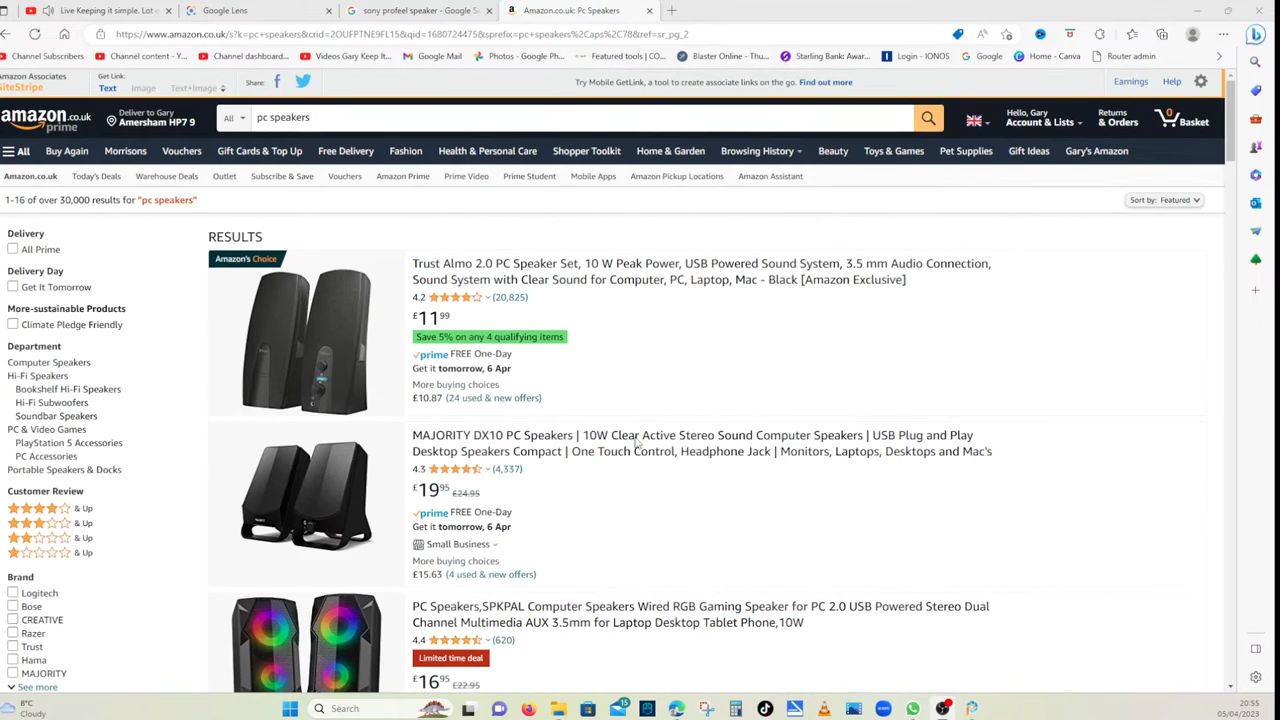 Live Keeping it simple. Lot o
Google Lens
sony profeel speaker - Google S
Amazon.co.uk: Pc Speakers
https://www.amazon.co.uk/s?k=pc+speakers&crid=2OUFPTNE9FL15&qid=1680724475&sprefix=pc+speakers%2Caps%2C78&ref=sr_pg_2
Channel Subscribers
Channel content - Y...
Channel dashboard...
Videos Gary Keep It...
Google Mail
Photos - Google Ph...
Featured tools | CO...
Blaster Online - Thu...
Starling Bank Awar...
Login - IONOS
Google
Home - Canva
Router admin
Amazon Associates
SiteStripe
Get Link:
Text Image Text+Image
Share:
Try Mobile GetLink, a tool to create associate links on the go. Find out more
Earnings Help
amazon.co.uk
prime
Deliver to Gary
Amersham HP7 9
All pc speakers
Hello, Gary
Account & Lists
Returns
& Orders
0
Basket
All Buy Again Morrisons Vouchers Gift Cards & Top Up Free Delivery Fashion Health & Personal Care Shopper Toolkit Home & Garden Browsing History Beauty Toys & Games Pet Supplies Gift Ideas Gary's Amazon
Amazon.co.uk Today's Deals Warehouse Deals Outlet Subscribe & Save Vouchers Amazon Prime Prime Video Prime Student Mobile Apps Amazon Pickup Locations Amazon Assistant
1-16 of over 30,000 results for "pc speakers"
Sort by: Featured
Delivery
All Prime
Delivery Day
Get It Tomorrow
More-sustainable Products
Climate Pledge Friendly
Department
Computer Speakers
Hi-Fi Speakers
Bookshelf Hi-Fi Speakers
Hi-Fi Subwoofers
Soundbar Speakers
PC & Video Games
PlayStation 5 Accessories
PC Accessories
Portable Speakers & Docks
Customer Review
& Up
& Up
& Up
& Up
Brand
Logitech
Bose
CREATIVE
Razer
Trust
Hama
MAJORITY
See more
RESULTS
Amazon's Choice
Trust Almo 2.0 PC Speaker Set, 10 W Peak Power, USB Powered Sound System, 3.5 mm Audio Connection,
Sound System with Clear Sound for Computer, PC, Laptop, Mac - Black [Amazon Exclusive]
4.2 (20,825)
£11.99
Save 5% on any 4 qualifying items
prime FREE One-Day
Get it tomorrow, 6 Apr
More buying choices
£10.87 (24 used & new offers)
MAJORITY DX10 PC Speakers | 10W Clear Active Stereo Sound Computer Speakers | USB Plug and Play
Desktop Speakers Compact | One Touch Control, Headphone Jack | Monitors, Laptops, Desktops and Mac's
4.3 (4,337)
£19.95 £24.95
prime FREE One-Day
Get it tomorrow, 6 Apr
Small Business
More buying choices
£15.63 (4 used & new offers)
PC Speakers,SPKPAL Computer Speakers Wired RGB Gaming Speaker for PC 2.0 USB Powered Stereo Dual
Channel Multimedia AUX 3.5mm for Laptop Desktop Tablet Phone,10W
4.4 (620)
Limited time deal
£16.95 £22.95
8°C
Cloudy
Search
15
20:55
05/04/2023